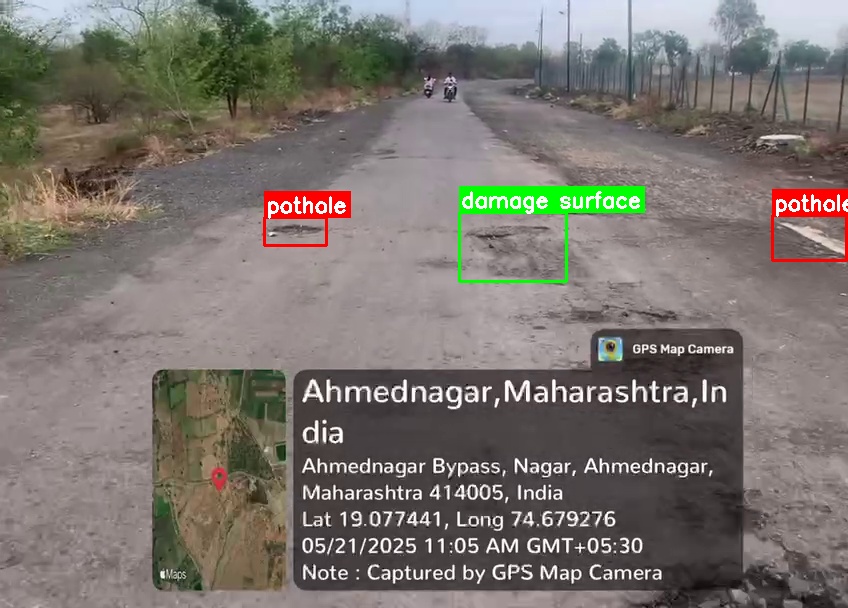 pothole
damage surface
pothole
GPS Map Camera
Ahmednagar,Maharashtra,In
dia
Ahmednagar Bypass, Nagar, Ahmednagar,
Maharashtra 414005, India
Lat 19.077441, Long 74.679276
05/21/2025 11:05 AM GMT+05:30
Note : Captured by GPS Map Camera
Maps